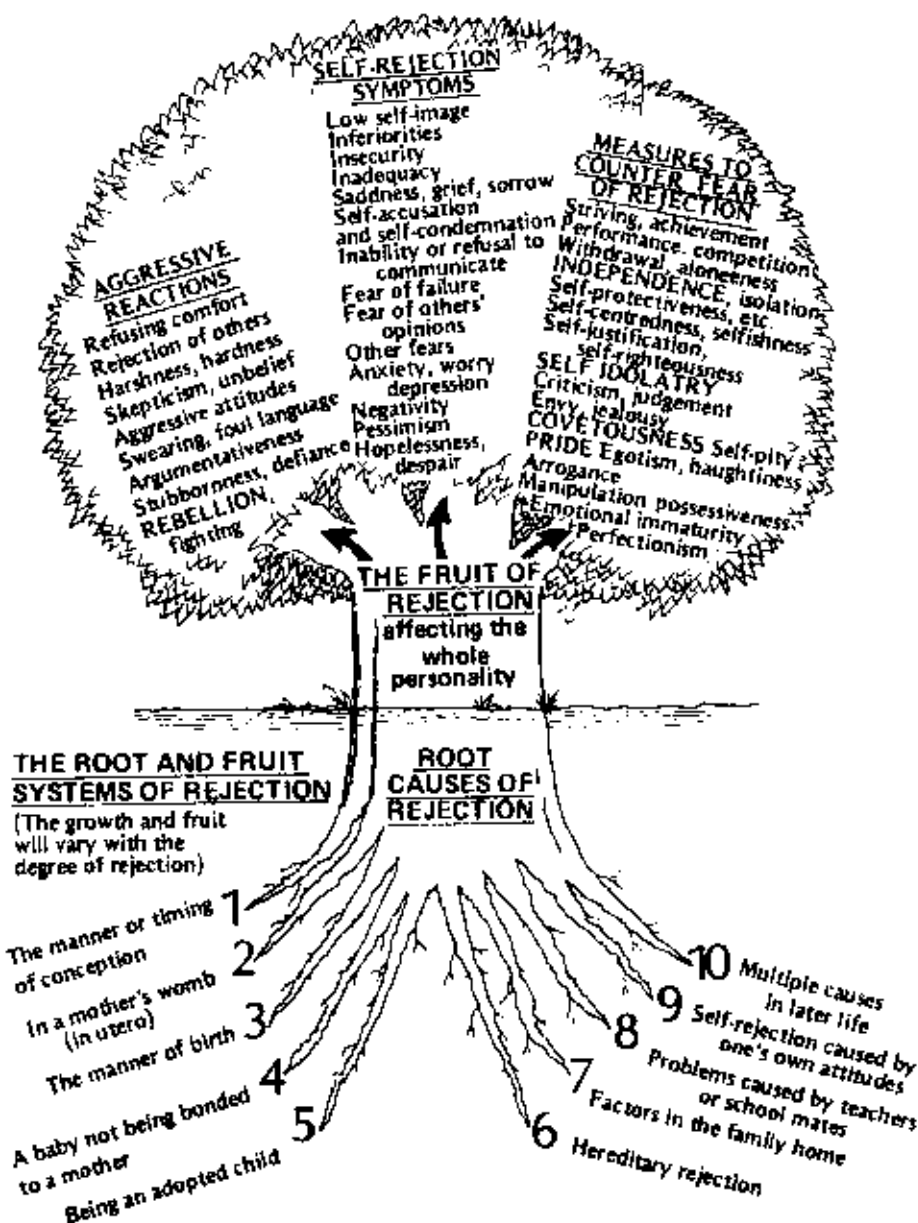 SELF-REJECTION
SYMPTOMS
Low self-image
Inferiorities
Insecurity
Inadequacy
Saddness, grief, sorrow
Self-accusation
and self-condemnation
Inability or refusal to
communicate
Fear of failure
Fear of others'
opinions
Other fears
Anxiety, worry
depression
Negativity
Pessimism
Hopelessness,
despair
AGGRESSIVE
REACTIONS
Refusing comfort
Rejection of others
Harshness, hardness
Skepticism, unbelief
Aggressive attitudes
Swearing, foul language
Argumentativeness
Stubbornness, defiance
REBELLION,
fighting
MEASURES TO
COUNTER FEAR
OF REJECTION
Striving, achievement
Performance. competition
Withdrawal, aloneeness
INDEPENDENCE, isolation
Self-protectiveness, etc.
Self-centredness, selfishness
Self-justification,
self-righteousness
SELF IDOLATRY
Criticism, judgement
Envy, jealousy
COVETOUSNESS Self-pity
PRIDE Egotism, haughtiness
Arrogance
Manipulation possessiveness
Emotional immaturity
Perfectionism
THE FRUIT OF
REJECTION
affecting the
whole
personality
THE ROOT AND FRUIT
SYSTEMS OF REJECTION
(The growth and fruit
will vary with the
degree of rejection)
ROOT
CAUSES OF
REJECTION
1 The manner or timing
of conception
2 In a mother's womb
(in utero)
3 The manner of birth
4 A baby not being bonded
to a mother
5 Being an adopted child
6 Hereditary rejection
7 Factors in the family home
8 Problems caused by teachers
or school mates
9 Self-rejection caused by
one's own attitudes
10 Multiple causes
in later life